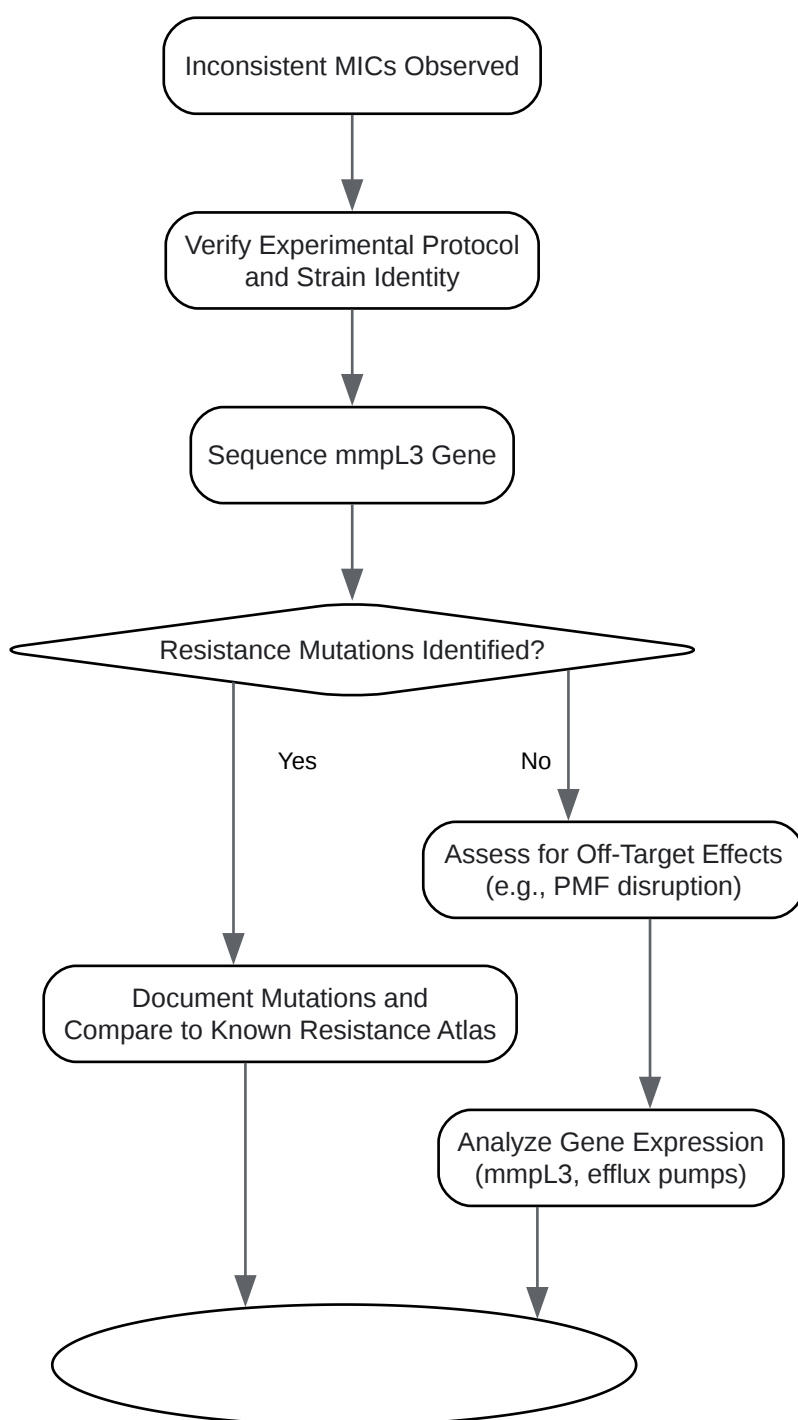 Inconsistent MICs Observed
Verify Experimental Protocol
and Strain Identity
Sequence mmpL3 Gene
Resistance Mutations Identified?
Yes
No
Assess for Off-Target Effects
(e.g., PMF disruption)
Document Mutations and
Compare to Known Resistance Atlas
Analyze Gene Expression
(mmpL3, efflux pumps)